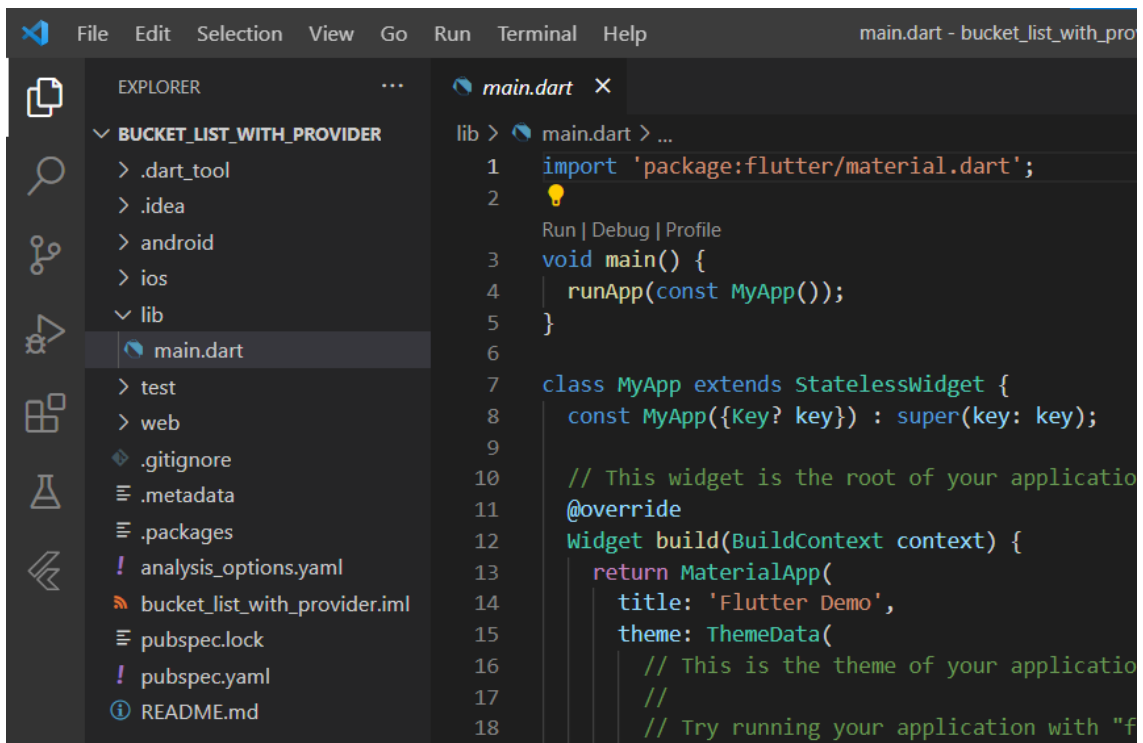 File Edit Selection View Go Run Terminal Help main.dart - bucket_list_with_pro
EXPLORER ...
BUCKET_LIST_WITH_PROVIDER
.dart_tool
.idea
android
ios
lib
main.dart
test
web
.gitignore
.metadata
.packages
analysis_options.yaml
bucket_list_with_provider.iml
pubspec.lock
pubspec.yaml
README.md
main.dart ×
lib > main.dart > ...
1 import 'package:flutter/material.dart';
2
Run | Debug | Profile
3 void main() {
4 runApp(const MyApp());
5 }
6
7 class MyApp extends StatelessWidget {
8 const MyApp({Key? key}) : super(key: key);
9
10 // This widget is the root of your applicatio
11 @override
12 Widget build(BuildContext context) {
13 return MaterialApp(
14 title: 'Flutter Demo',
15 theme: ThemeData(
16 // This is the theme of your applicatio
17 //
18 // Try running your application with "f